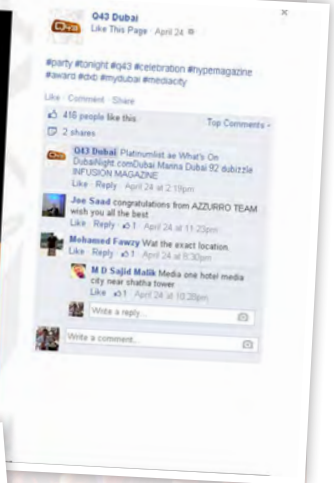 Q43 Dubai
Like This Page · April 24
#party #tonight #q43 #celebration #hypemagazine
#award #dxb #mydubai #mediacity
Like · Comment · Share
416 people like this.
Top Comments
2 shares
Q43 Dubai Platinumlist.ae What's On
DubaiNight.comDubai Marina Dubai 92 dubizzle
INFUSION MAGAZINE
Like · Reply · April 24 at 2:19pm
Joe Saad congratulations from AZZURRO TEAM
wish you all the best
Like · Reply · 1 · April 24 at 11:23pm
Mohamed Fawzy Wat the exact location.
Like · Reply · 1 · April 24 at 8:30pm
M D Sajid Malik Media one hotel media
city near shatha tower
Like · 1 · April 24 at 10:28pm
Write a reply...
Write a comment...